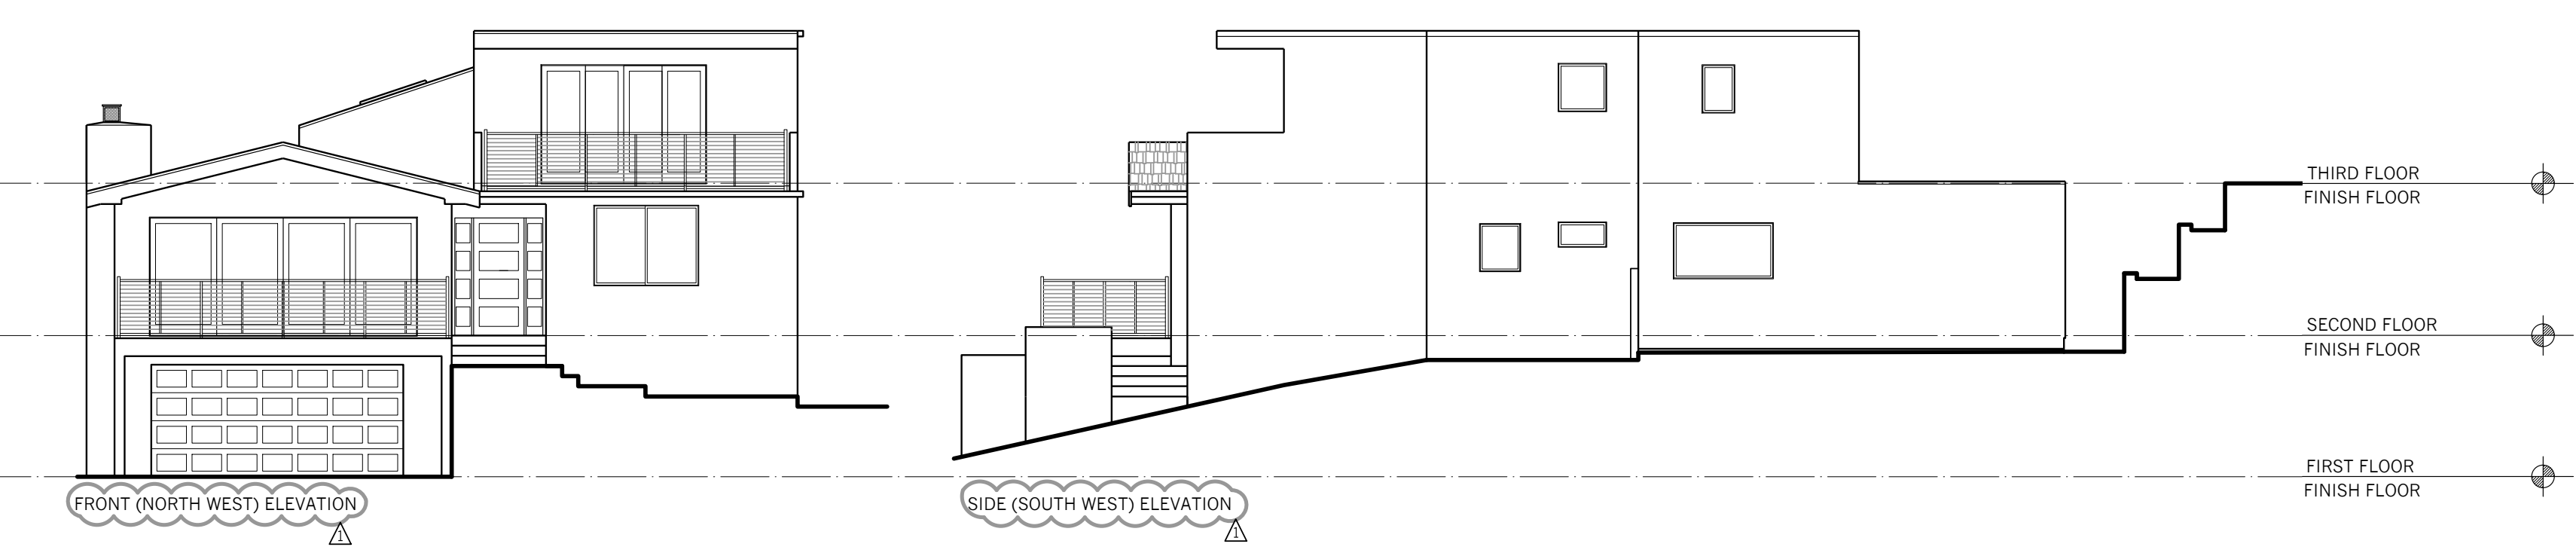 THIRD FLOOR
FINISH FLOOR
SECOND FLOOR
FINISH FLOOR
FIRST FLOOR
FINISH FLOOR
FRONT (NORTH WEST) ELEVATION
1
SIDE (SOUTH WEST) ELEVATION
1